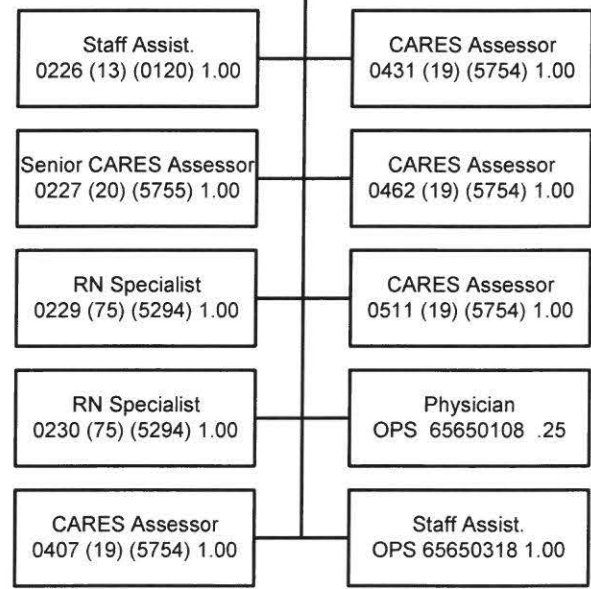 Staff Assist.
0226 (13) (0120) 1.00
CARES Assessor
0431 (19) (5754) 1.00
Senior CARES Assessor
0227 (20) (5755) 1.00
CARES Assessor
0462 (19) (5754) 1.00
RN Specialist
0229 (75) (5294) 1.00
CARES Assessor
0511 (19) (5754) 1.00
RN Specialist
0230 (75) (5294) 1.00
Physician
OPS 65650108 .25
CARES Assessor
0407 (19) (5754) 1.00
Staff Assist.
OPS 65650318 1.00